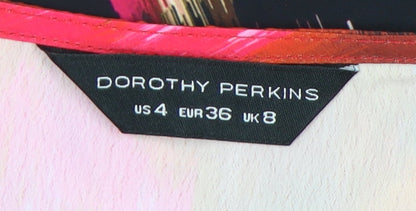 DOROTHY PERKINS
US 4 EUR 36 UK 8